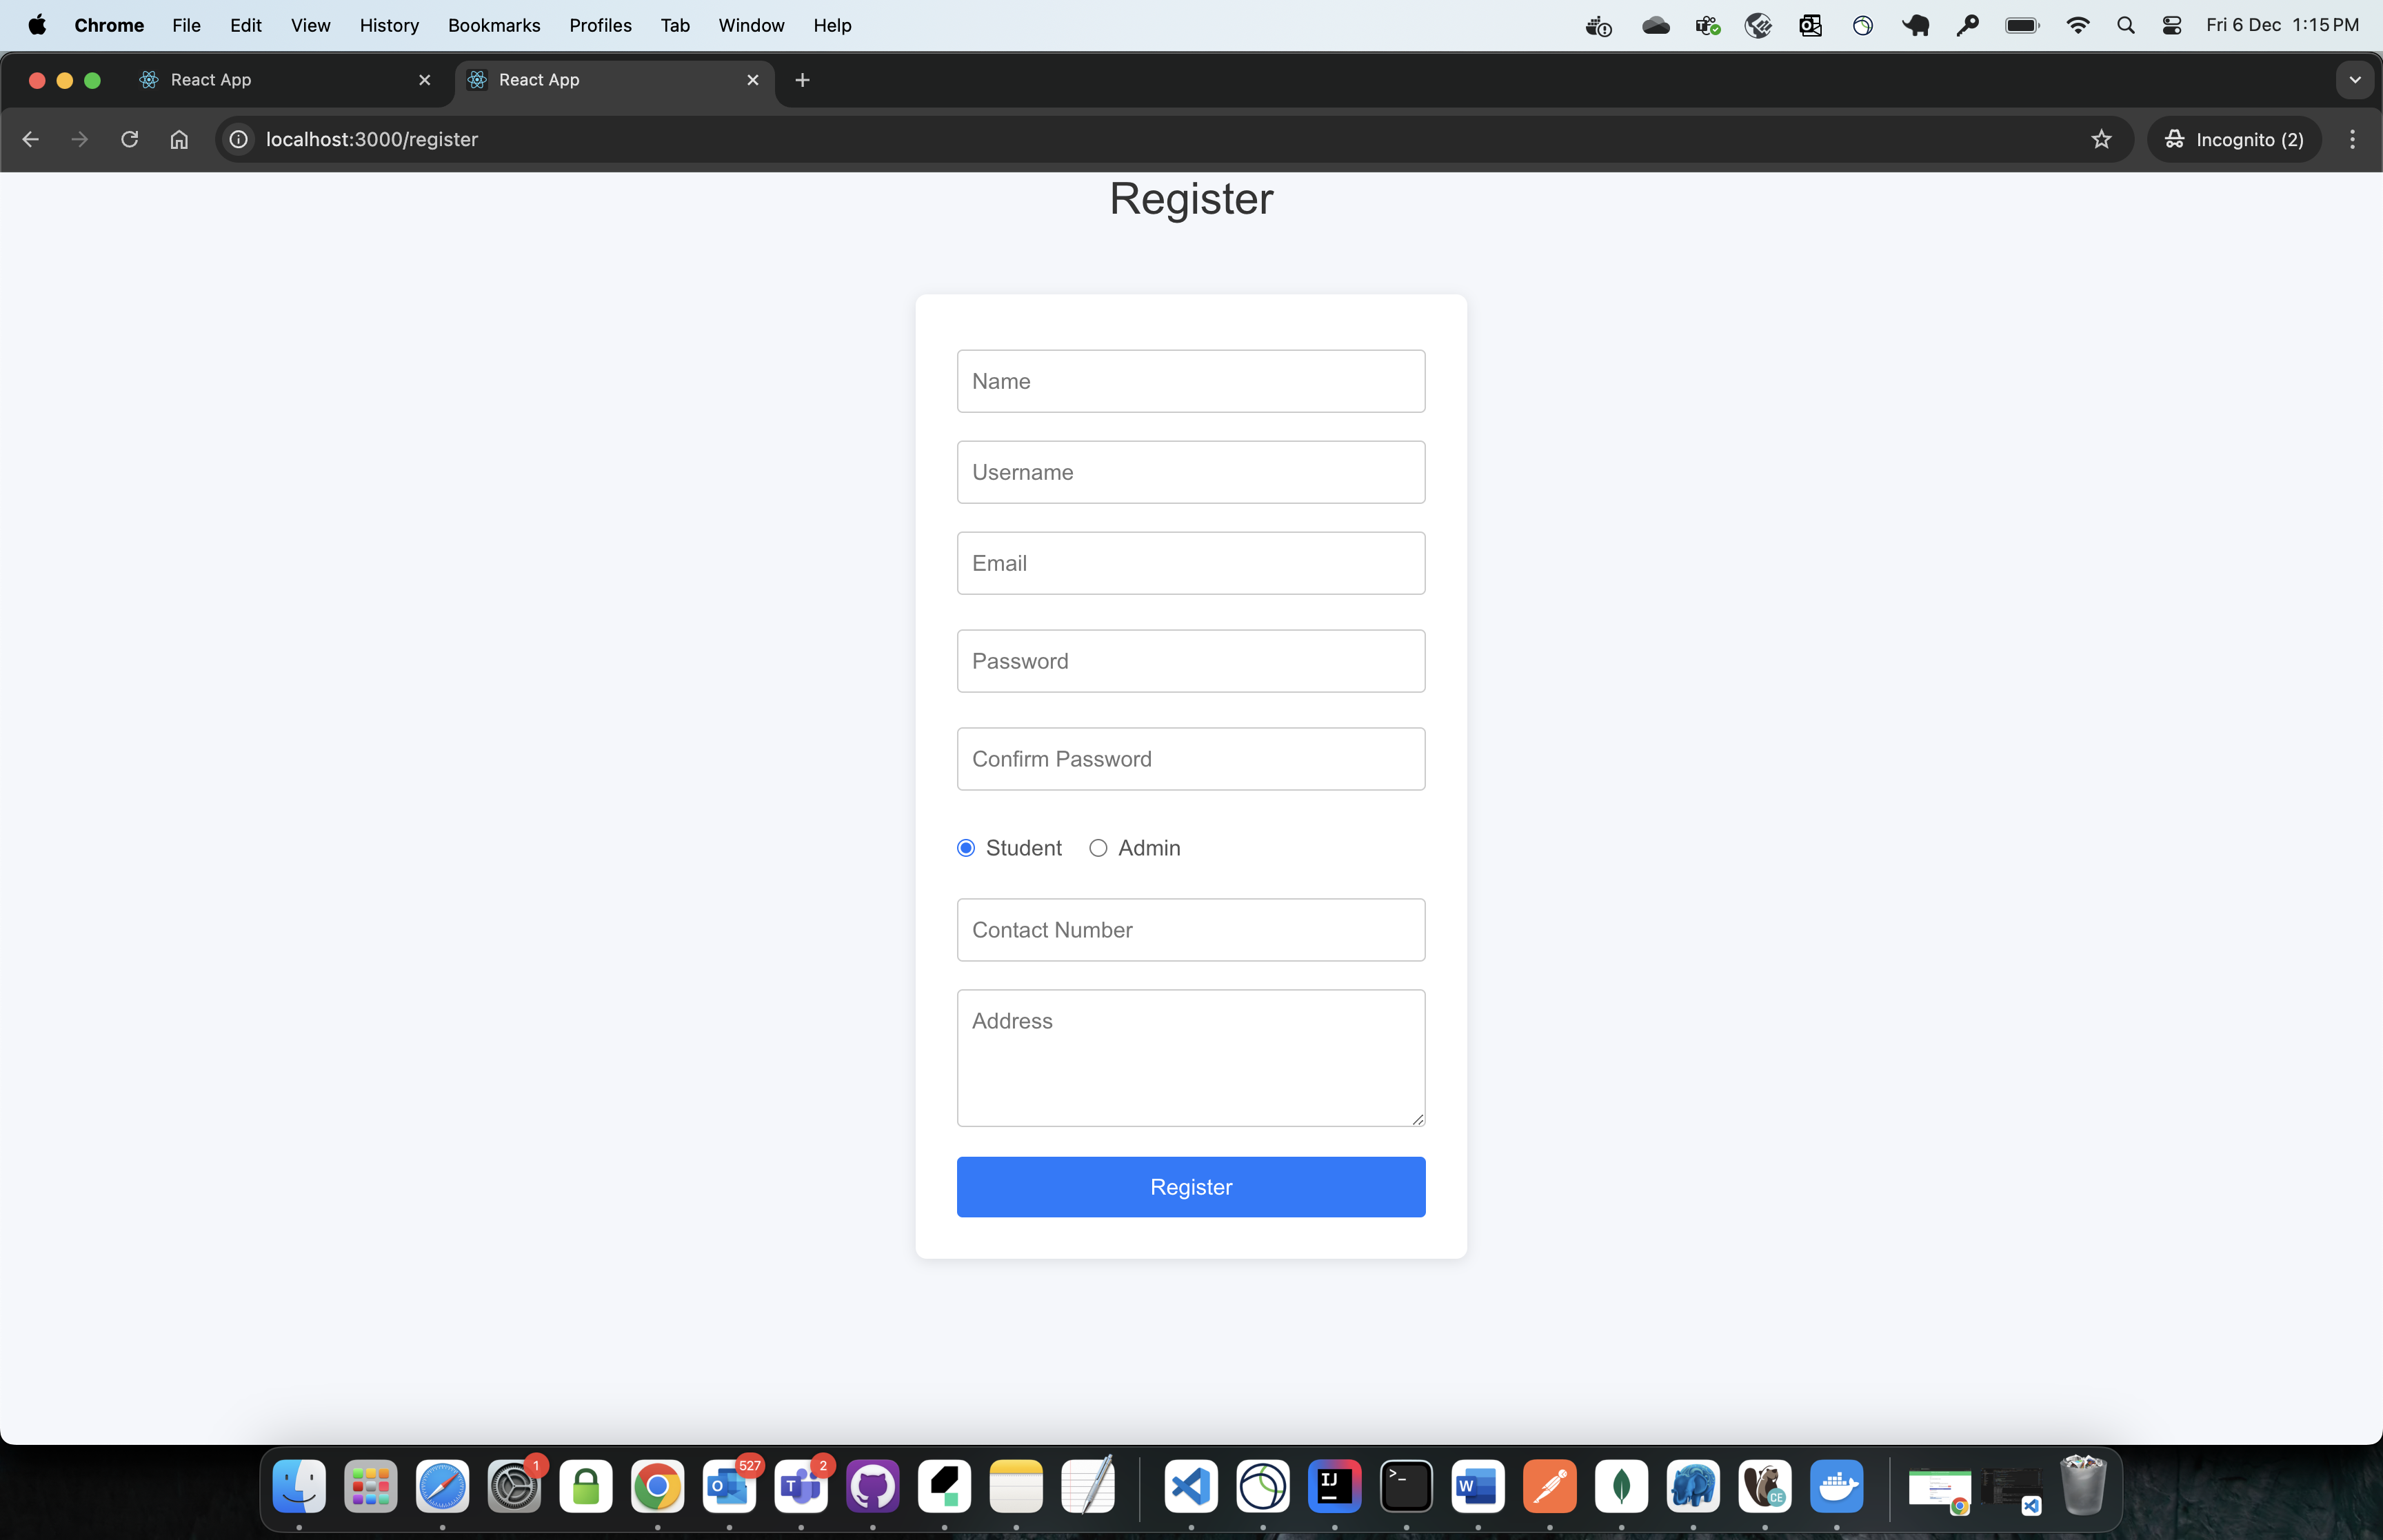 Chrome File Edit View History Bookmarks Profiles Tab Window Help Fri 6 Dec 1:15 PM
React App React App
localhost:3000/register Incognito (2)
Register
Name
Username
Email
Password
Confirm Password
Student Admin
Contact Number
Address
Register
1 527 2
O T IJ >_ W CE